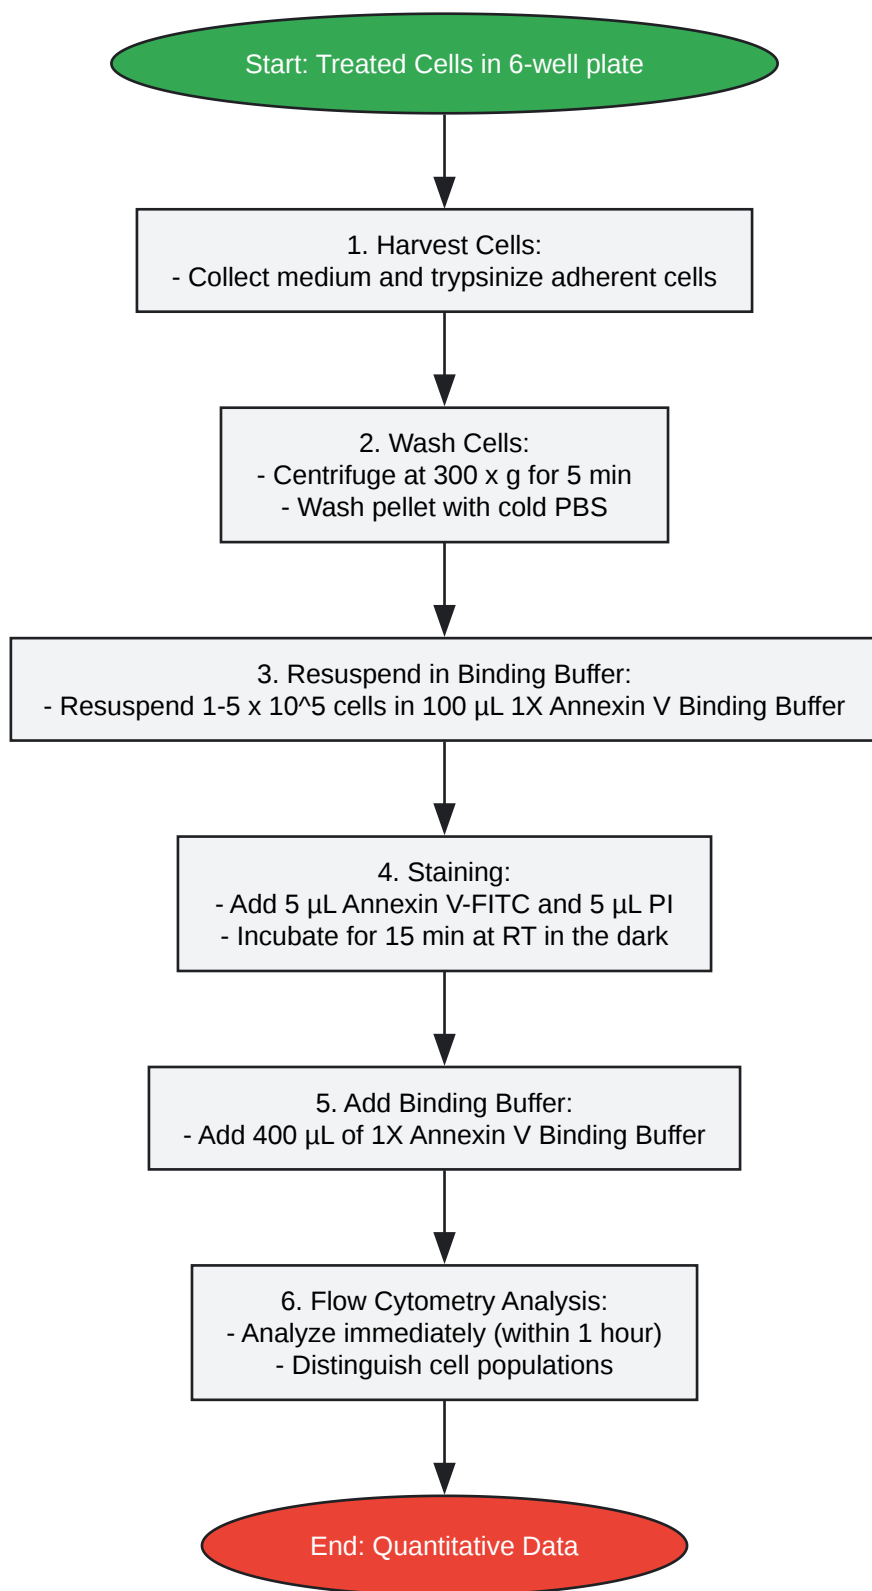 Start: Treated Cells in 6-well plate
1. Harvest Cells:
- Collect medium and trypsinize adherent cells
2. Wash Cells:
- Centrifuge at 300 x g for 5 min
- Wash pellet with cold PBS
3. Resuspend in Binding Buffer:
- Resuspend 1-5 x 10^5 cells in 100 µL 1X Annexin V Binding Buffer
4. Staining:
- Add 5 µL Annexin V-FITC and 5 µL PI
- Incubate for 15 min at RT in the dark
5. Add Binding Buffer:
- Add 400 µL of 1X Annexin V Binding Buffer
6. Flow Cytometry Analysis:
- Analyze immediately (within 1 hour)
- Distinguish cell populations
End: Quantitative Data